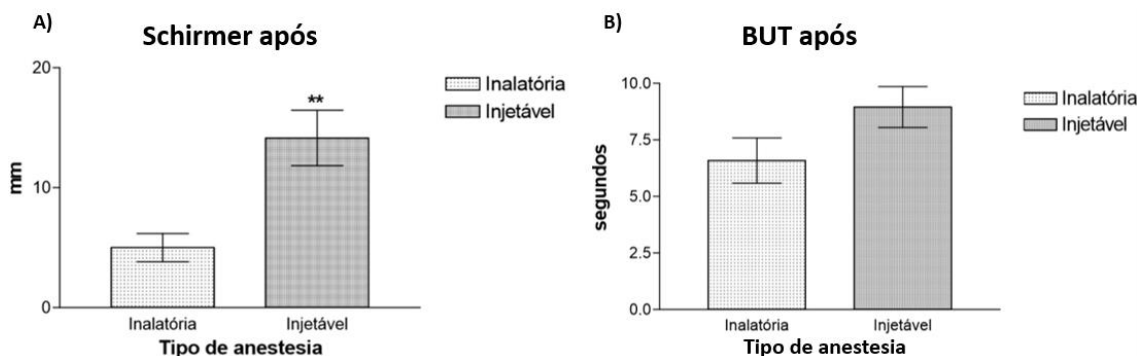 A)
Schirmer após
20
10
0
mm
**
Inalatória
Injetável
Tipo de anestesia
Inalatória
Injetável
B)
BUT após
10.0
7.5
5.0
2.5
0.0
segundos
Inalatória
Injetável
Tipo de anestesia
Inalatória
Injetável